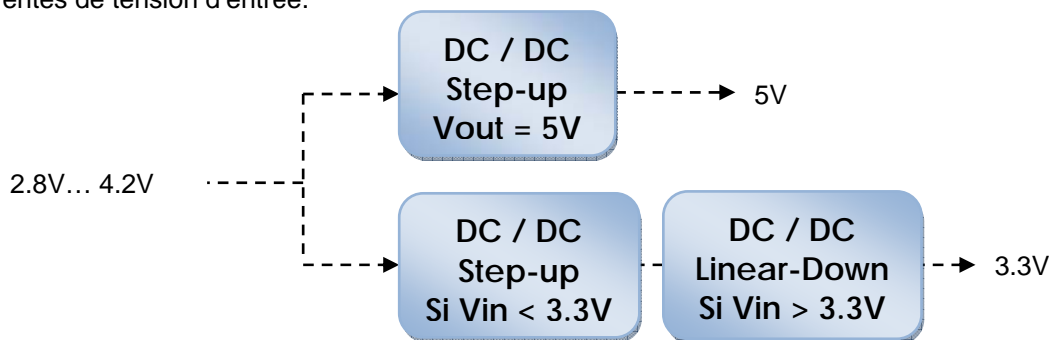 de tension d'entrée.
DC / DC
Step-up
Vout = 5V
5V
2.8V… 4.2V
DC / DC
Step-up
Si Vin < 3.3V
DC / DC
Linear-Down
Si Vin > 3.3V
3.3V